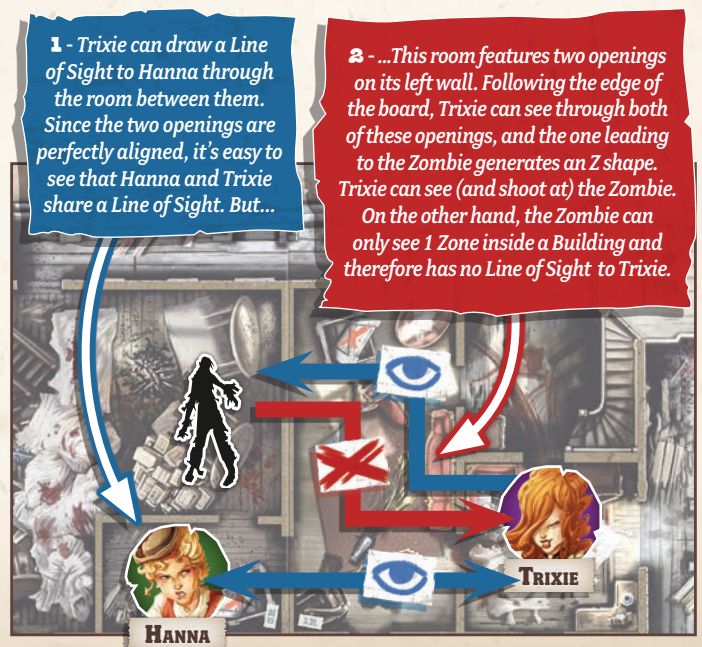 1 - Trixie can draw a Line
of Sight to Hanna through
the room between them.
Since the two openings are
perfectly aligned, it’s easy to
see that Hanna and Trixie
share a Line of Sight. But...
2 - ...This room features two openings
on its left wall. Following the edge of
the board, Trixie can see through both
of these openings, and the one leading
to the Zombie generates an Z shape.
Trixie can see (and shoot at) the Zombie.
On the other hand, the Zombie can
only see 1 Zone inside a Building and
therefore has no Line of Sight to Trixie.
Trixie
Hanna